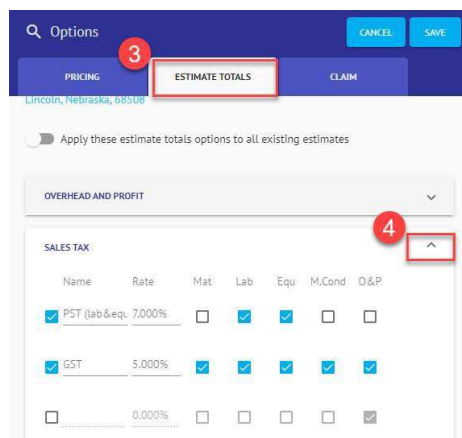 Options
CANCEL
SAVE
3
PRICING
ESTIMATE TOTALS
CLAIM
Lincoln, Nebraska, 68508
Apply these estimate totals options to all existing estimates
OVERHEAD AND PROFIT
4
SALES TAX
Name Rate Mat Lab Equ M.Cond O&P
PST (lab&equ 7.000%
GST 5.000%
0.000%